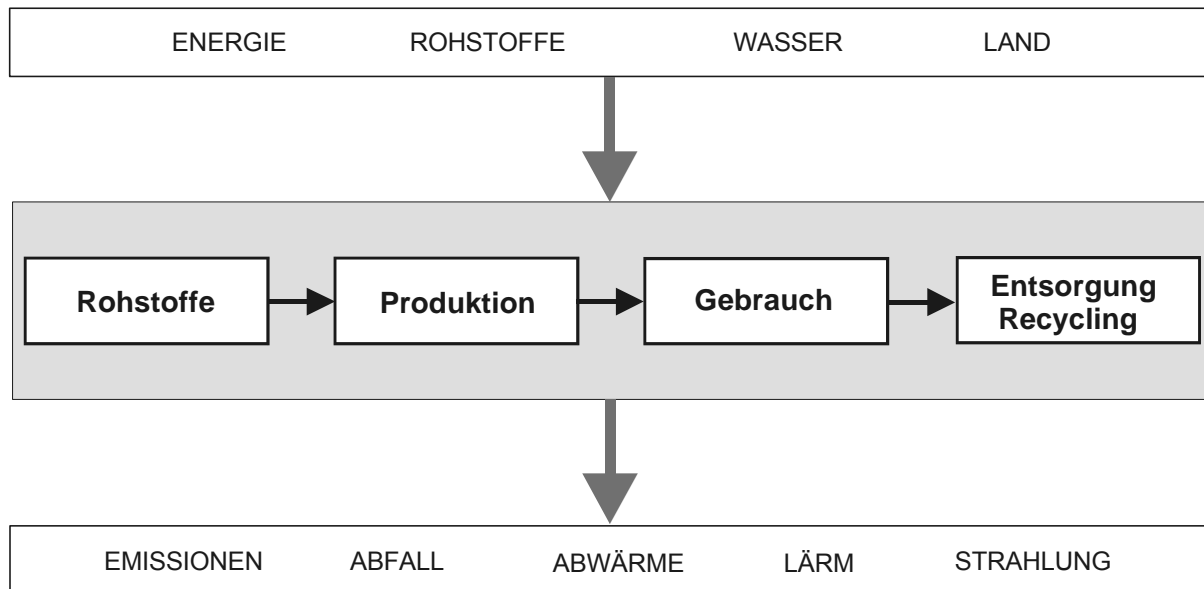 ENERGIE ROHSTOFFE WASSER LAND
Rohstoffe Produktion Gebrauch Entsorgung
Recycling
EMISSIONEN ABFALL ABWÄRME LÄRM STRAHLUNG